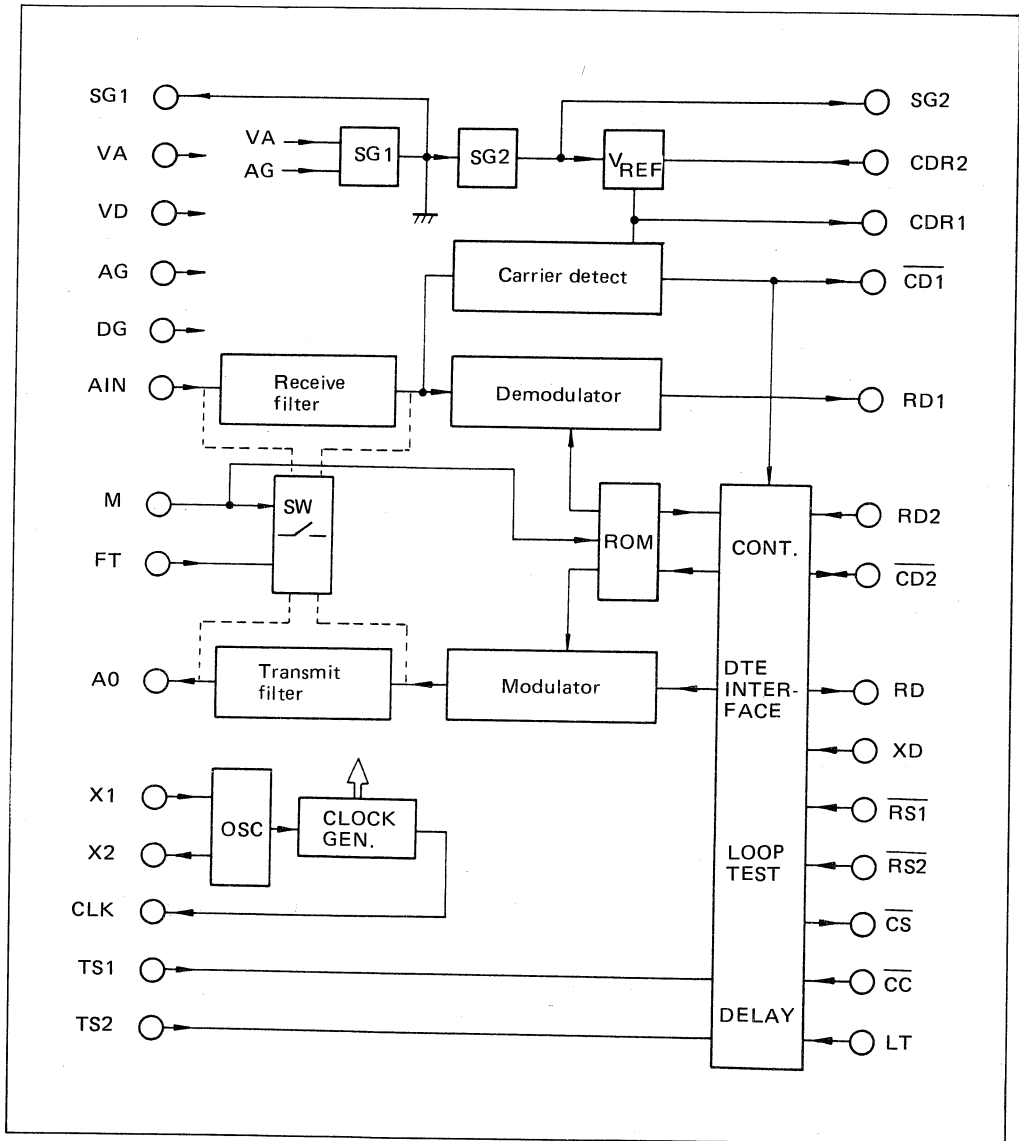 SG1
VA
VD
AG
DG
AIN
M
FT
A0
X1
X2
CLK
TS1
TS2
VA
AG
SG1
SG2
VREF
Carrier detect
Receive
filter
Demodulator
SW
ROM
Transmit
filter
Modulator
OSC
CLOCK
GEN.
CONT.
DTE
INTER-
FACE
LOOP
TEST
DELAY
SG2
CDR2
CDR1
CD1
RD1
RD2
CD2
RD
XD
RS1
RS2
CS
CC
LT